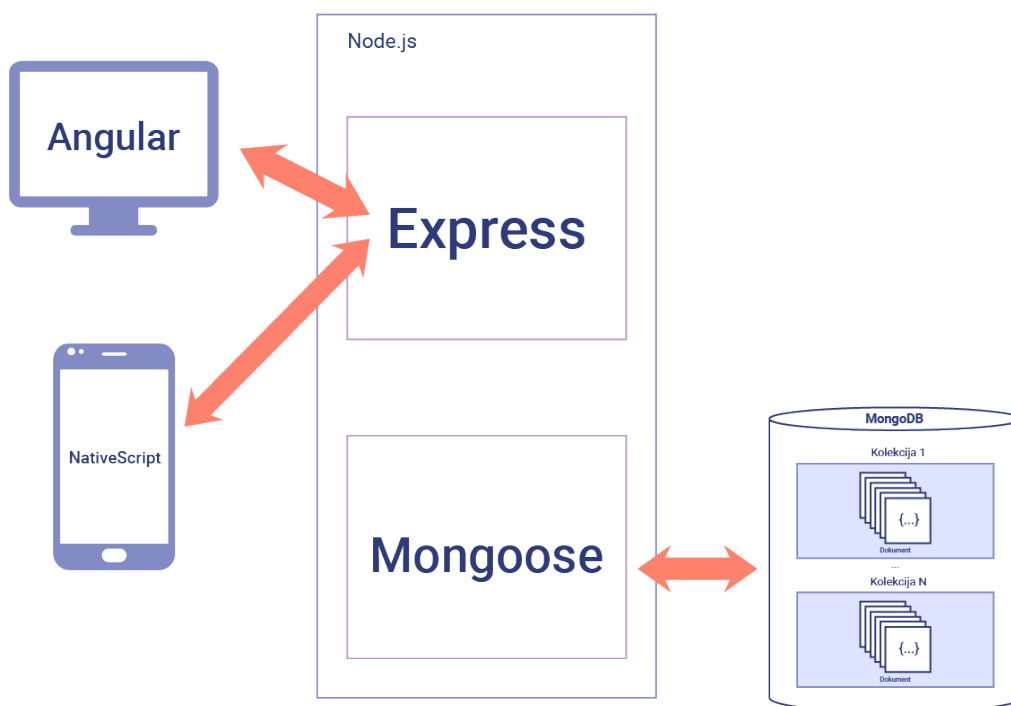 Node.js
Angular
Express
NativeScript
Mongoose
MongoDB
Kolekcija 1
{...}
Dokument
...
Kolekcija N
{...}
Dokument